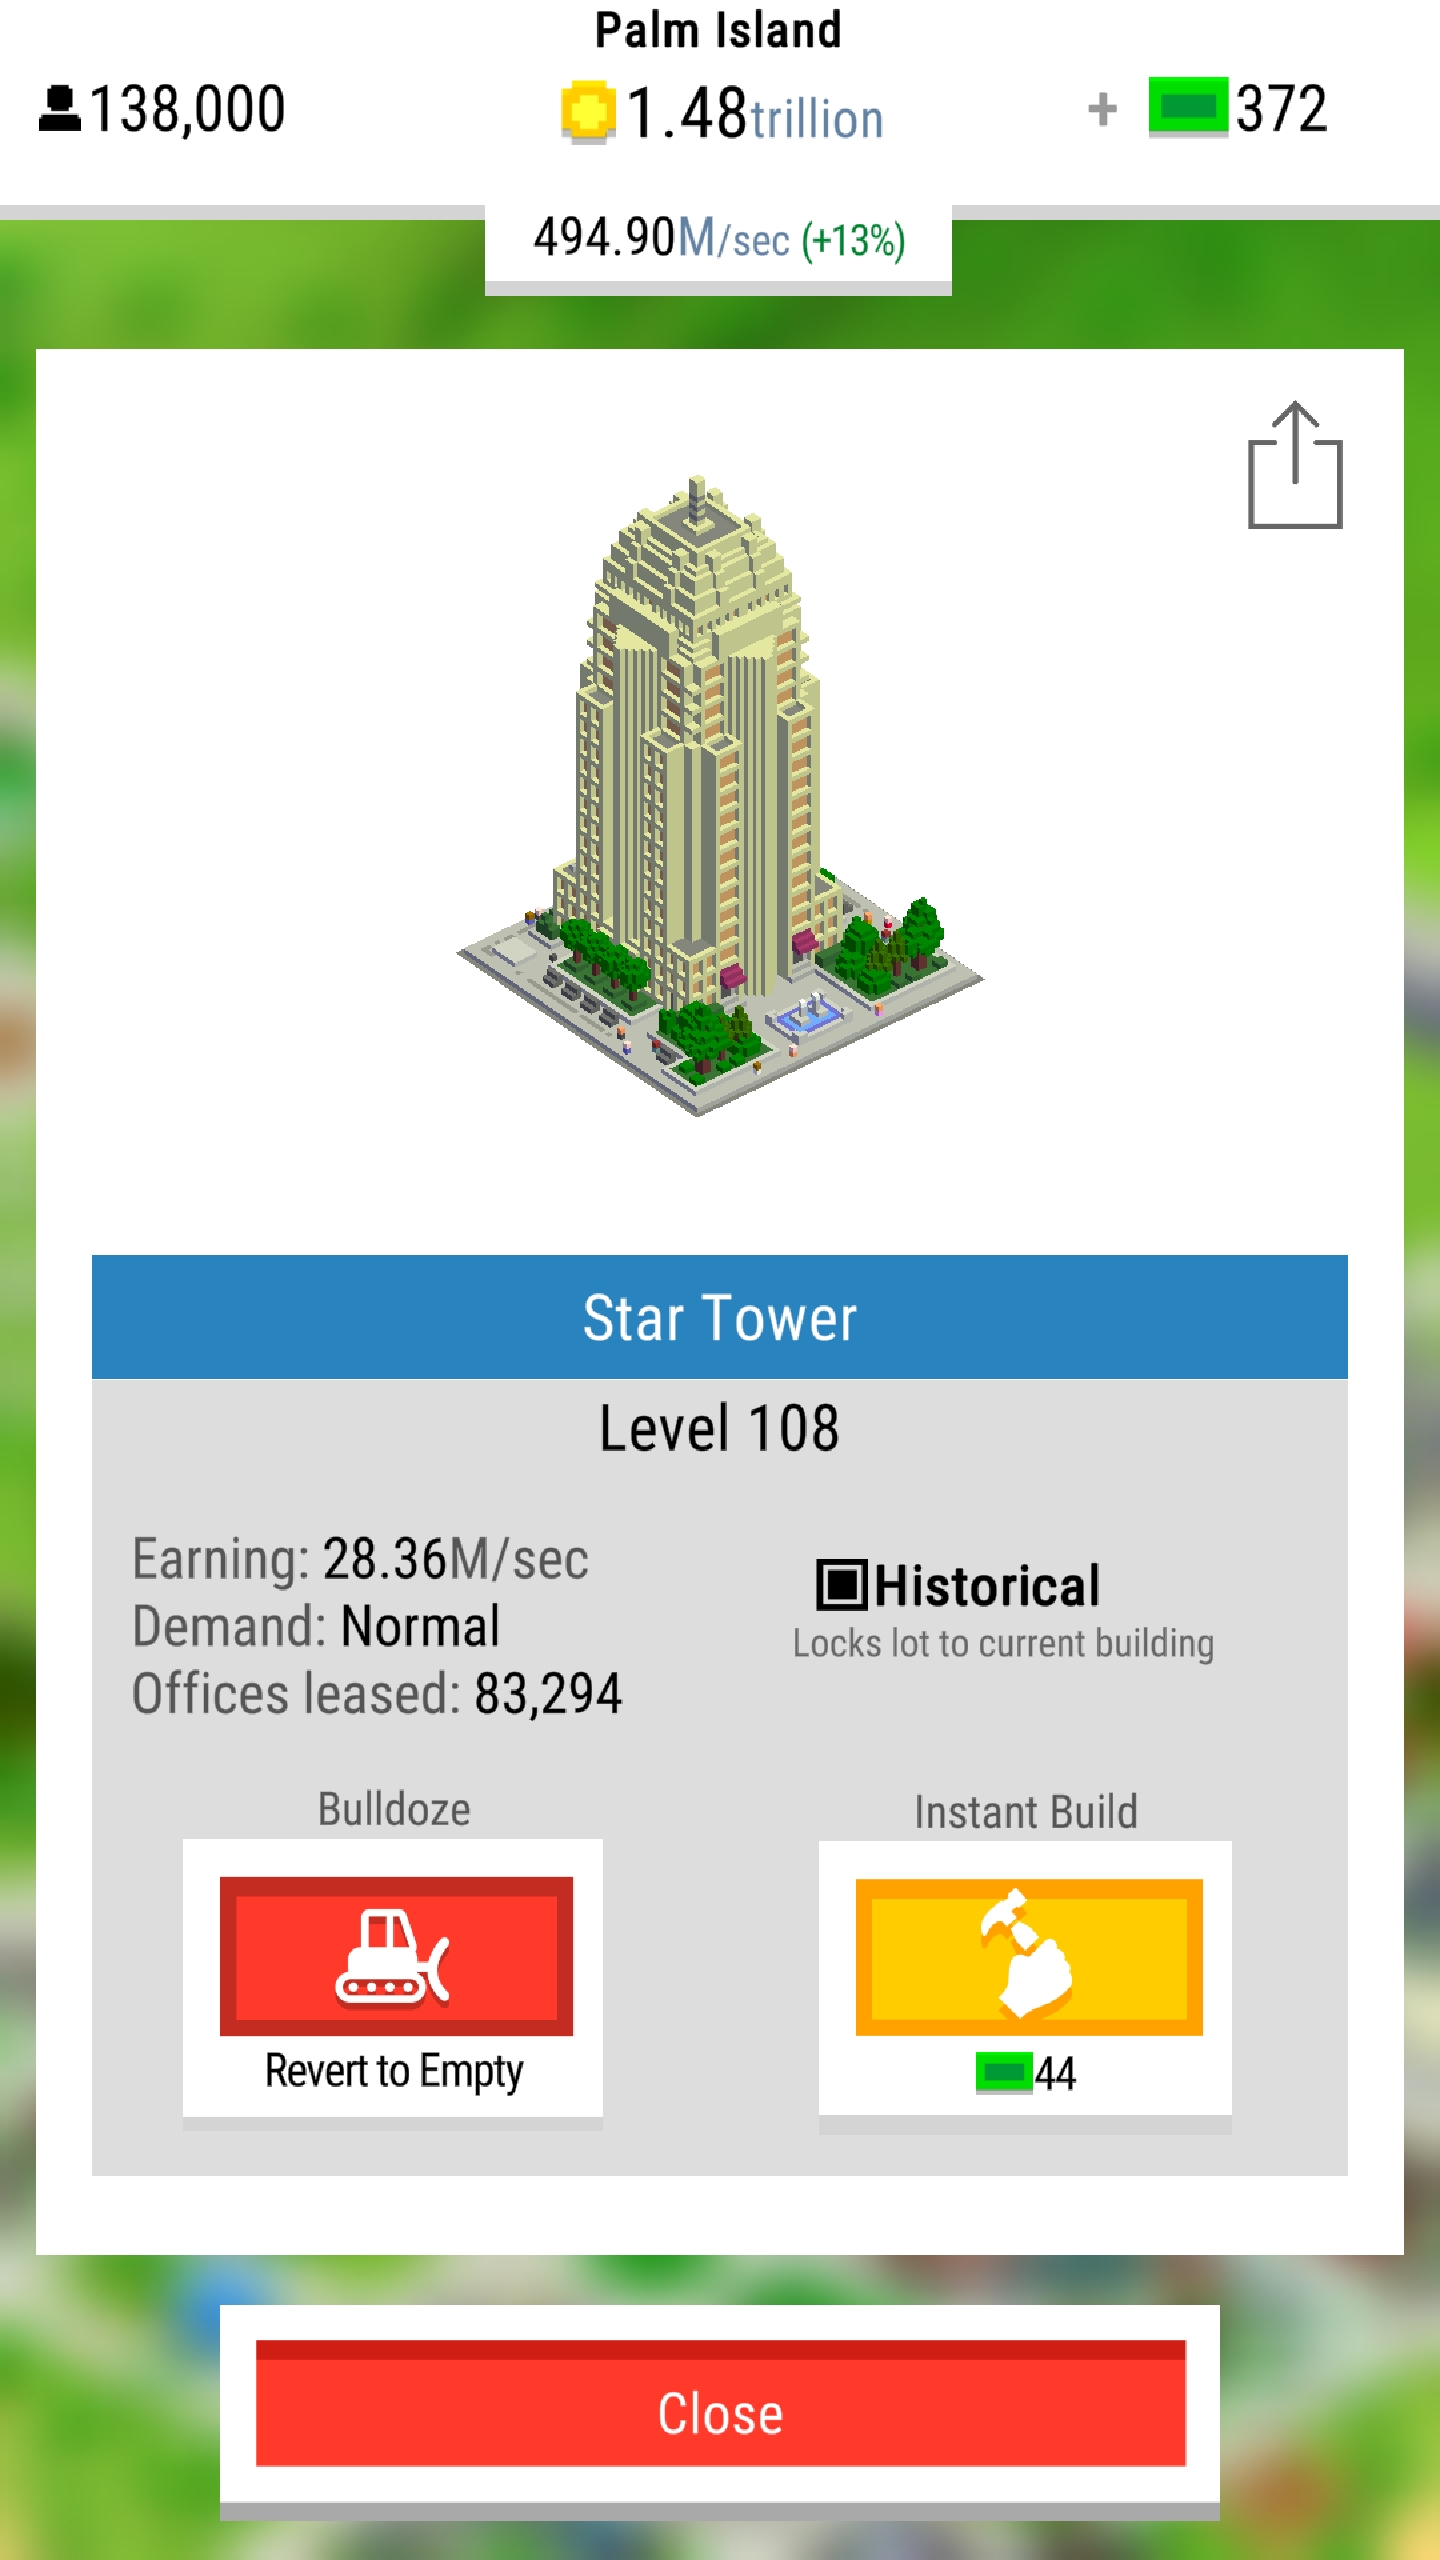 Palm Island
138,000
1.48trillion
+ 372
494.90M/sec (+13%)
Star Tower
Level 108
Earning: 28.36M/sec
Demand: Normal
Offices leased: 83,294
Historical
Locks lot to current building
Bulldoze
Revert to Empty
Instant Build
44
Close